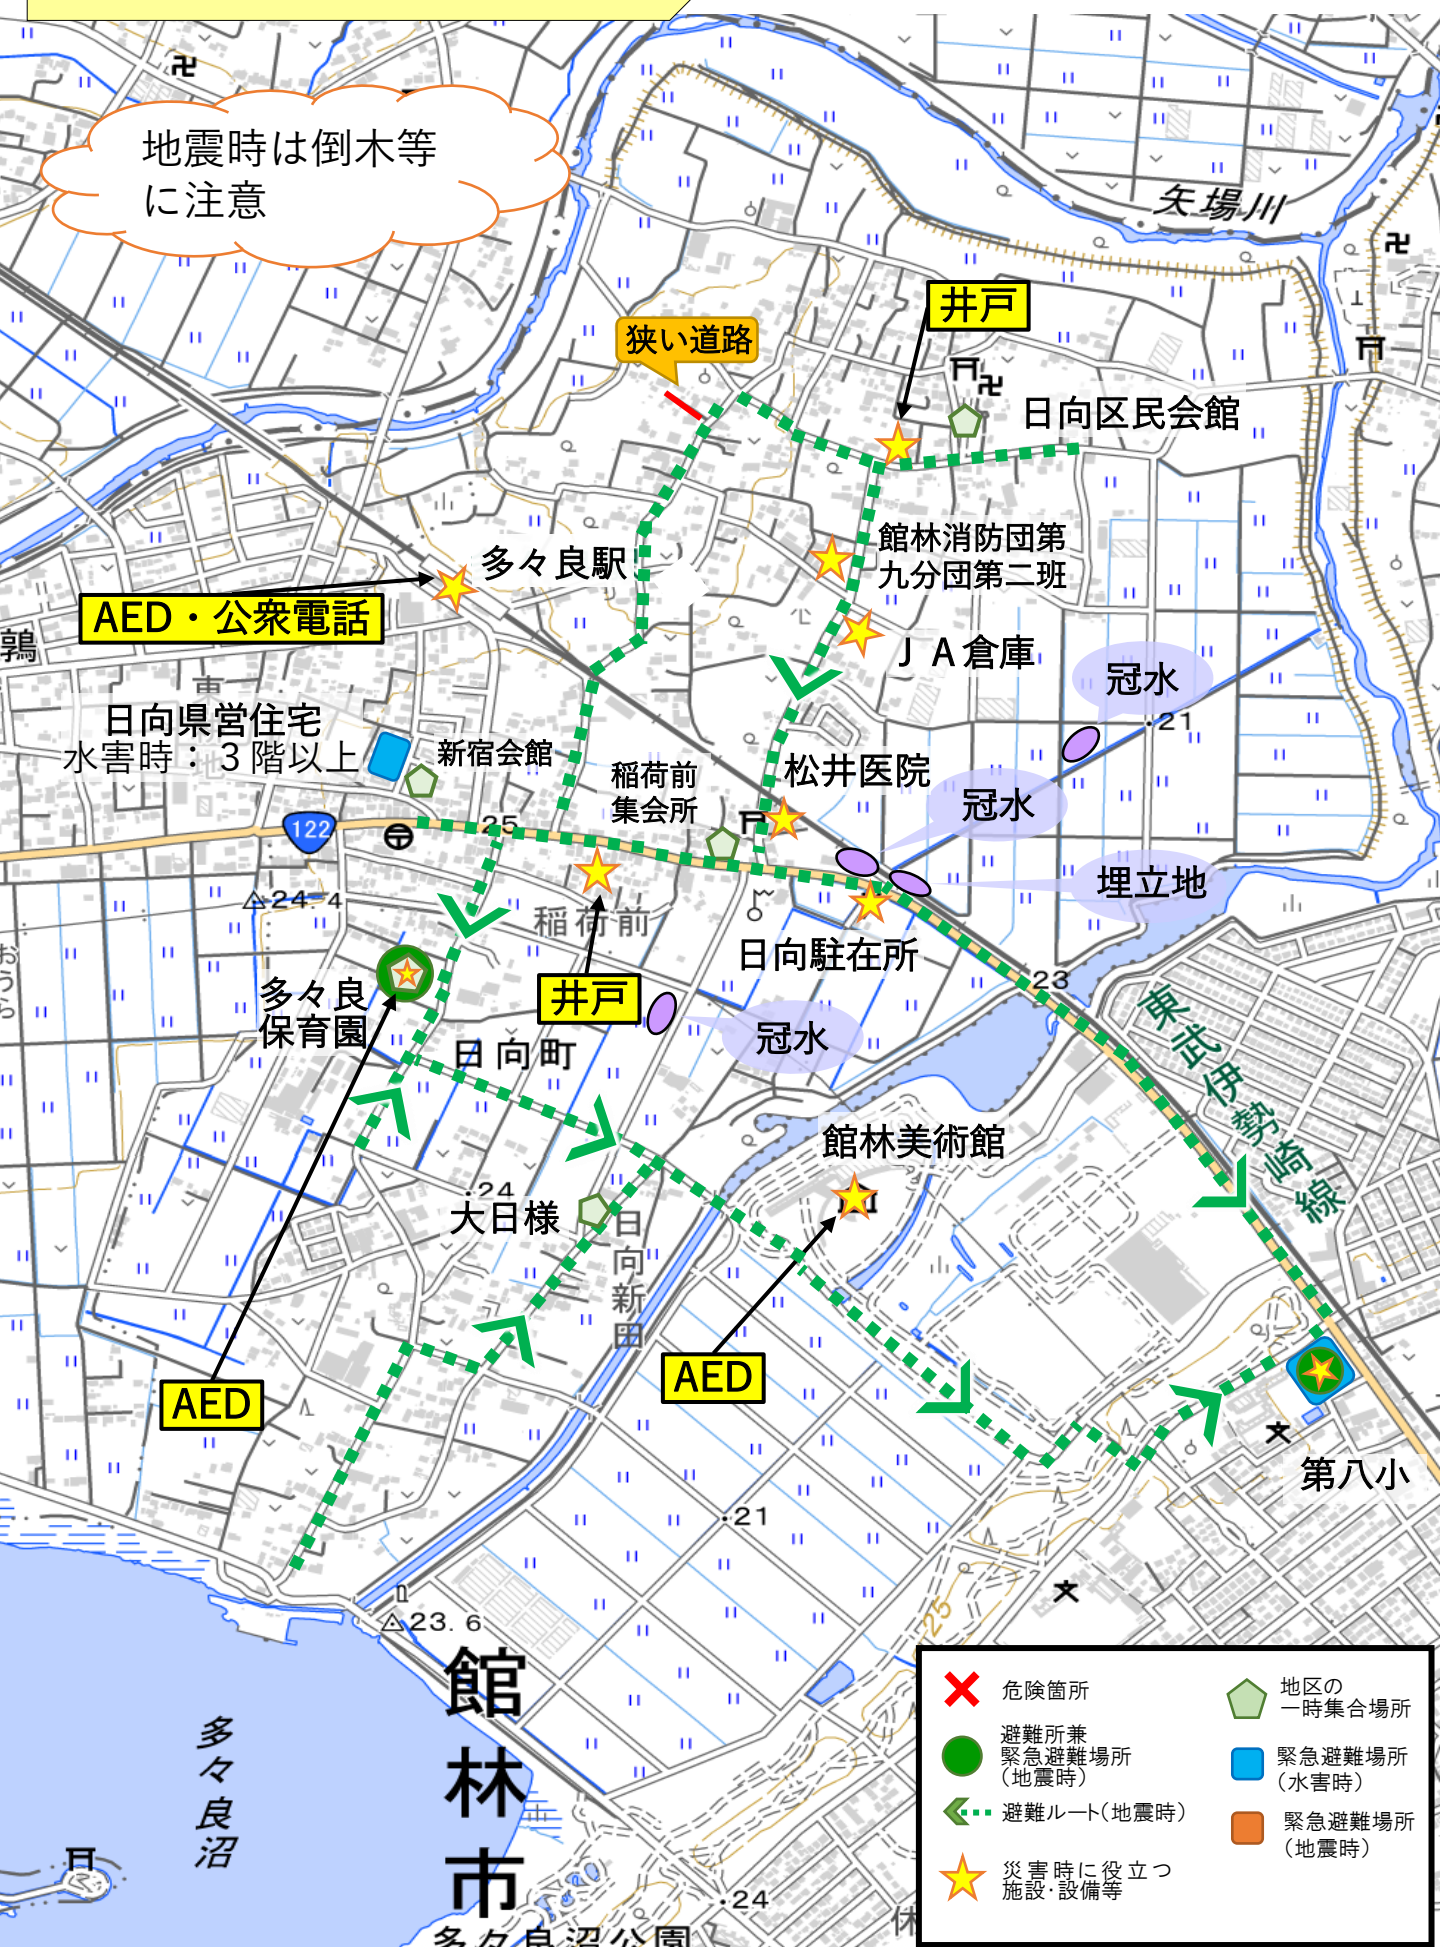 地震時は倒木等
に注意
矢場川
井戸
狭い道路
日向区民会館
館林消防団第
九分団第二班
多々良駅
AED・公衆電話
ＪＡ倉庫
冠水
21
日向県営住宅
水害時：３階以上
新宿会館
稲荷前
集会所
松井医院
冠水
122
25
埋立地
24.4
稲荷前
日向駐在所
おうら
多々良
保育園
井戸
23
冠水
日向町
東武伊勢崎線
館林美術館
24
大日様
日向新田
AED
AED
第八小
21
25
23.6
館林市
多々良沼
24
多々良沼公園
休
危険箇所
避難所兼
緊急避難場所
（地震時）
避難ルート（地震時）
災害時に役立つ
施設・設備等
地区の
一時集合場所
緊急避難場所
（水害時）
緊急避難場所
（地震時）